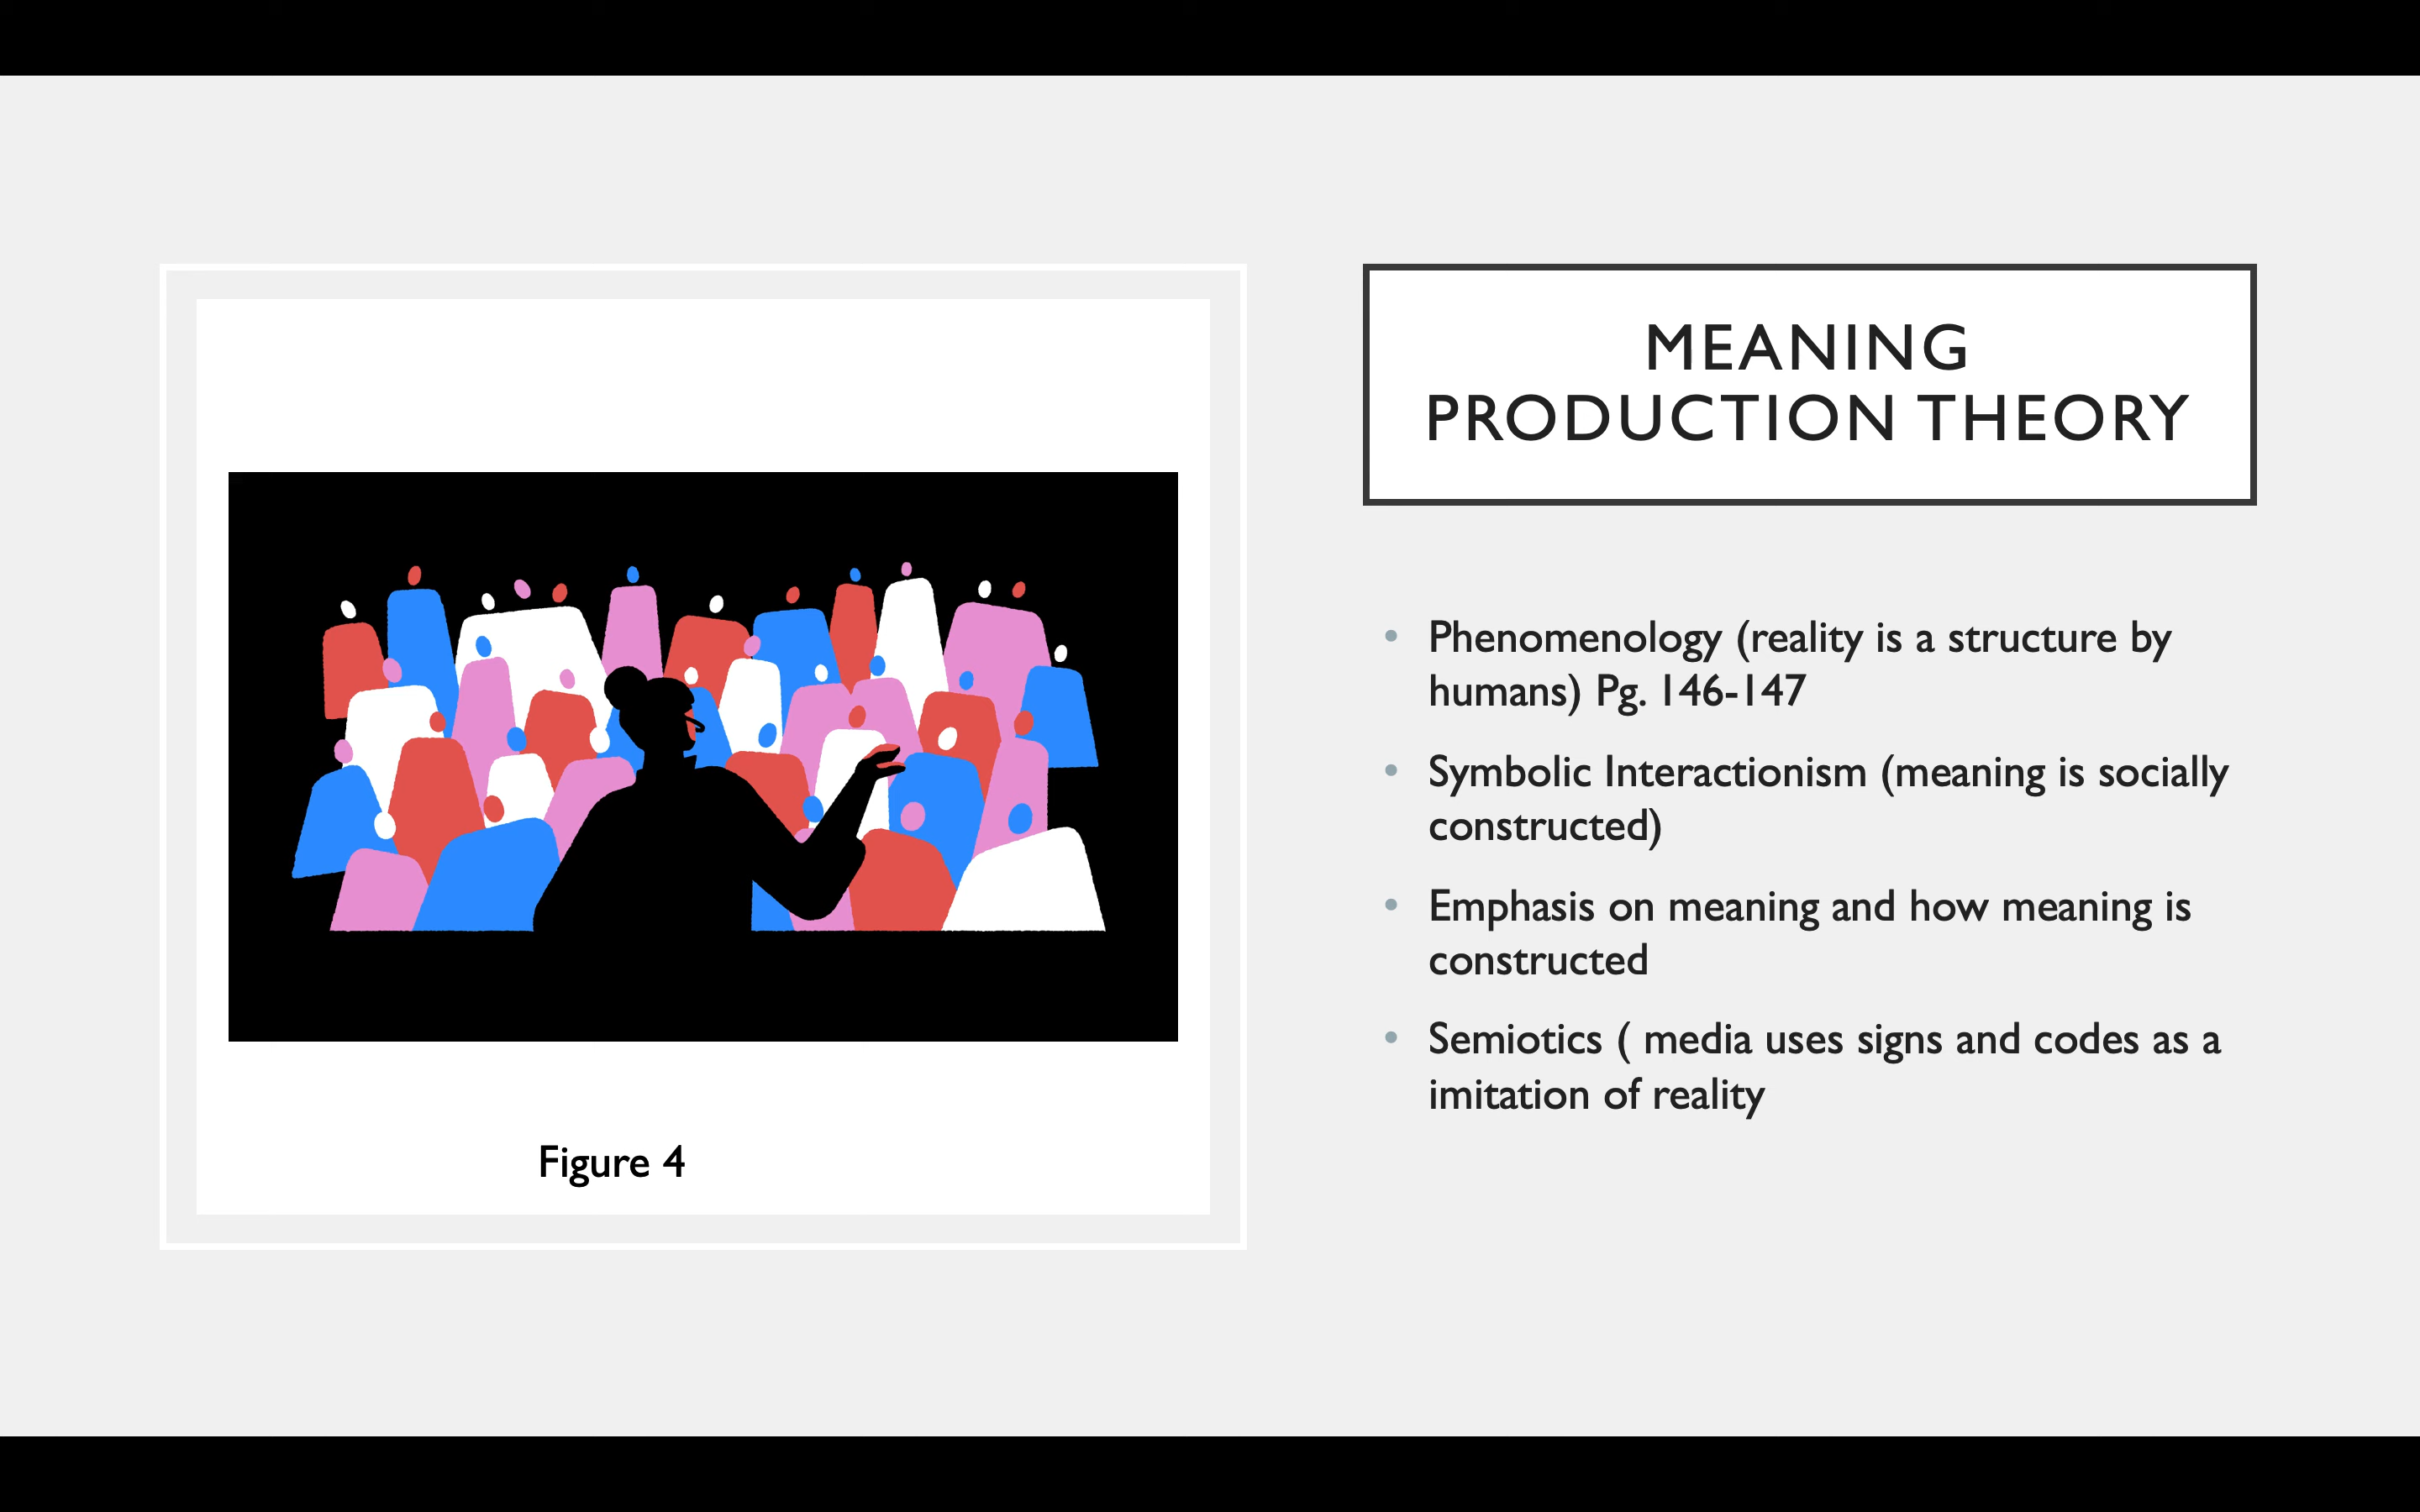 MEANING
PRODUCTION THEORY
• Phenomenology (reality is a structure by
humans) Pg. 146-147
• Symbolic Interactionism (meaning is socially
constructed)
• Emphasis on meaning and how meaning is
constructed
• Semiotics ( media uses signs and codes as a
imitation of reality
Figure 4